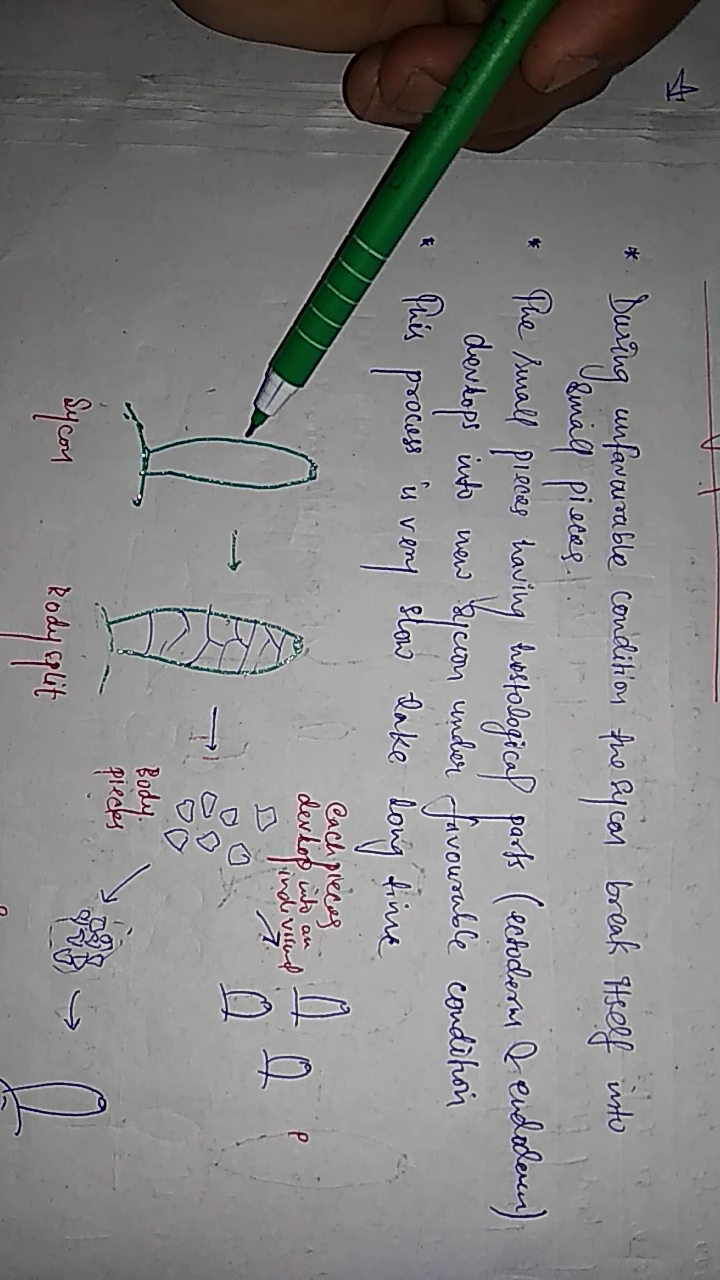 * During unfavourable condition the Sycon break itself into
small pieces.
* The small pieces having histological parts (ectoderm & endoderm)
develops into new Sycon under favourable condition
* This process is very slow take long time
Each pieces
develop into an
individual
Sycon
Body split
Body
pieces
P